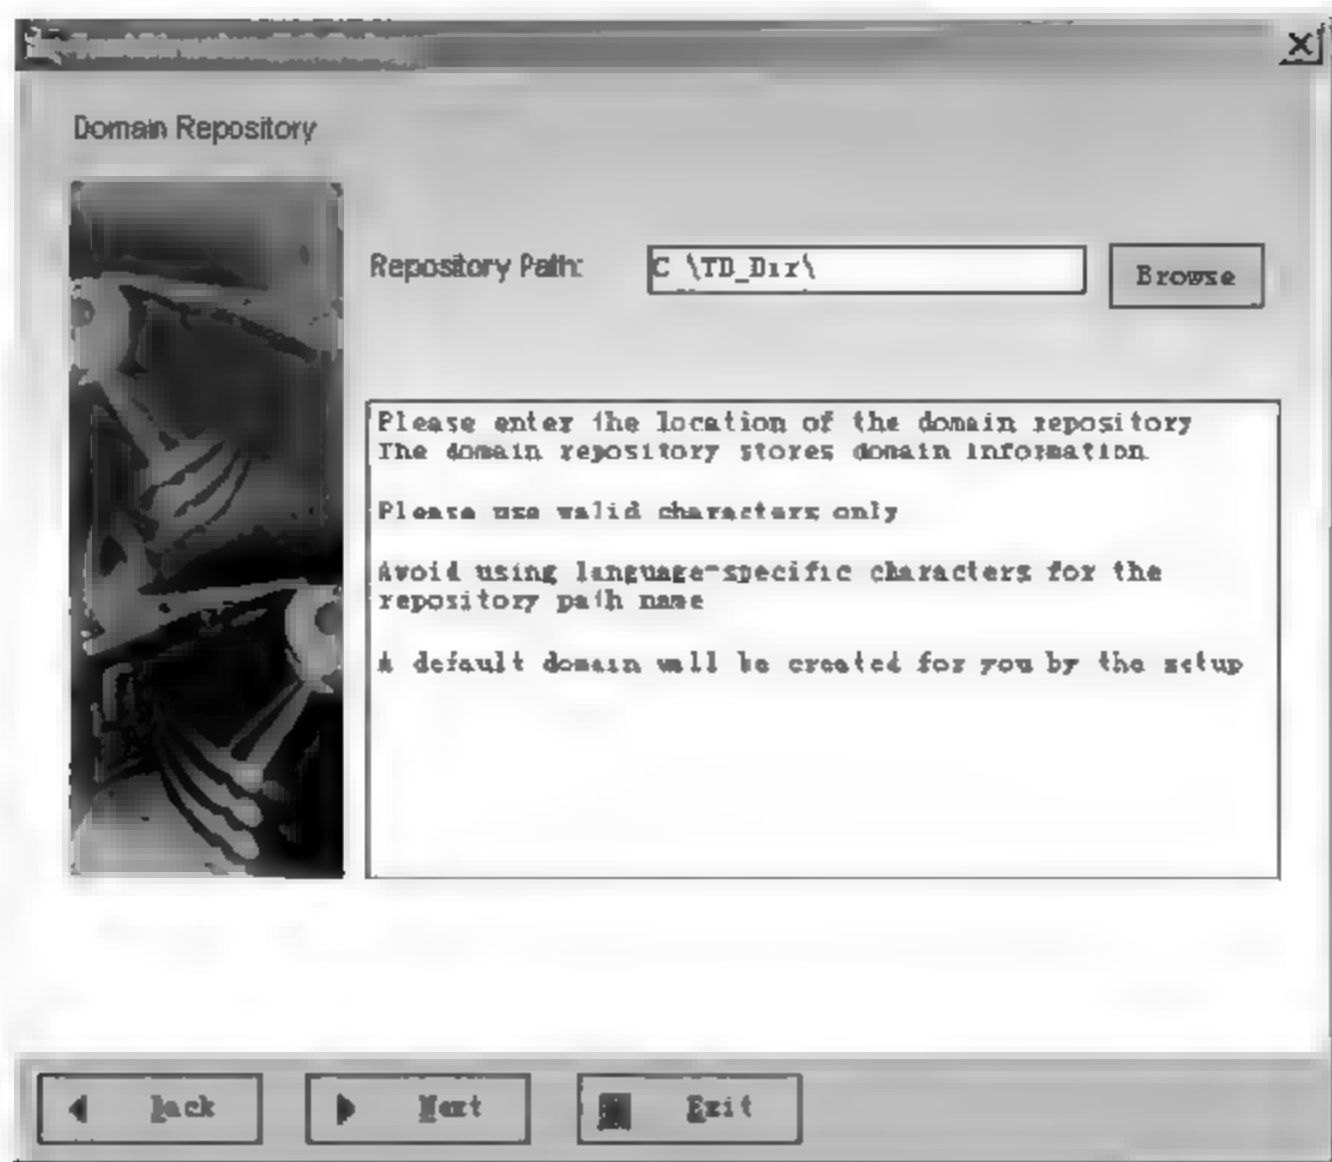 Domain Repository
Repository Path:
C \TD_Dir\
Browse
Please enter the location of the domain repository
The domain repository stores domain information
Please use valid characters only
Avoid using language-specific characters for the
repository path name
A default domain will be created for you by the setup
Back
Next
Exit